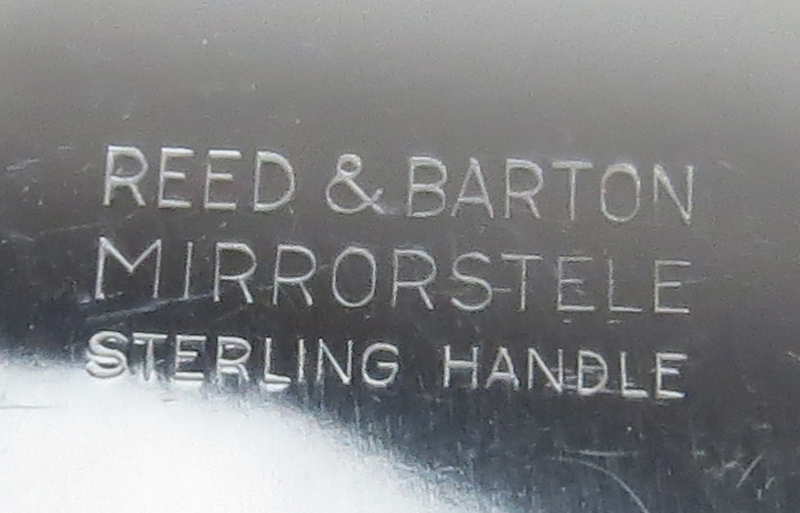 REED & BARTON
MIRRORSTELE
STERLING HANDLE